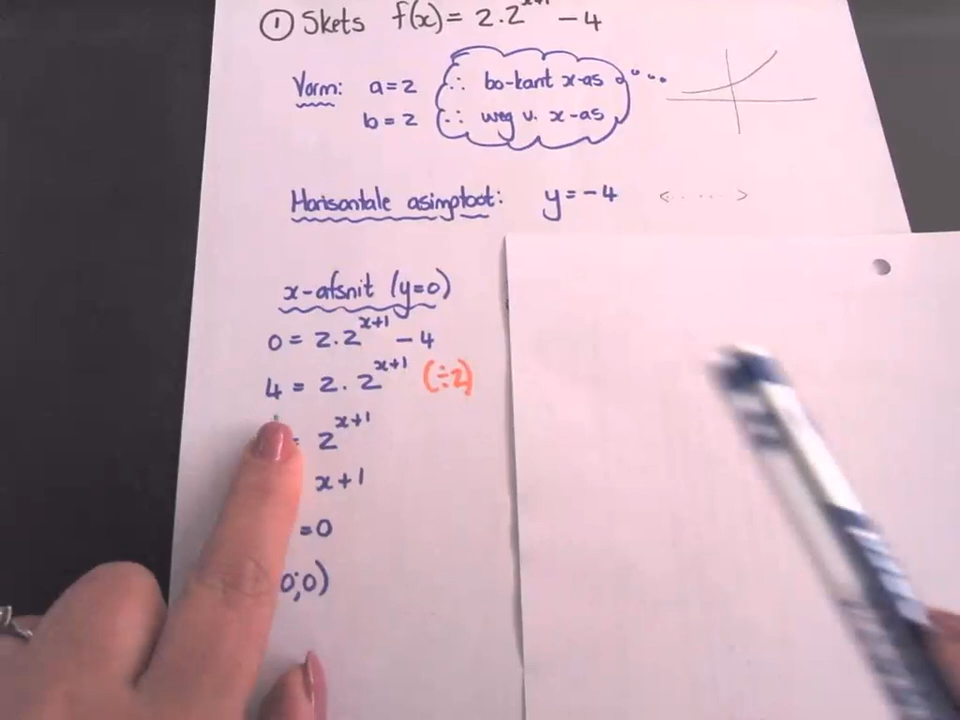 ① Skets f(x) = 2.2^x+1 - 4
Vorm: a = 2 ∴ bo-kant x-as
b = 2 ∴ weg v. x-as
Horisontale asimptoot: y = -4
x-afsnit (y=0)
0 = 2.2^x+1 - 4
4 = 2.2^x+1 (÷2)
= 2^x+1
x+1
=0
0;0)